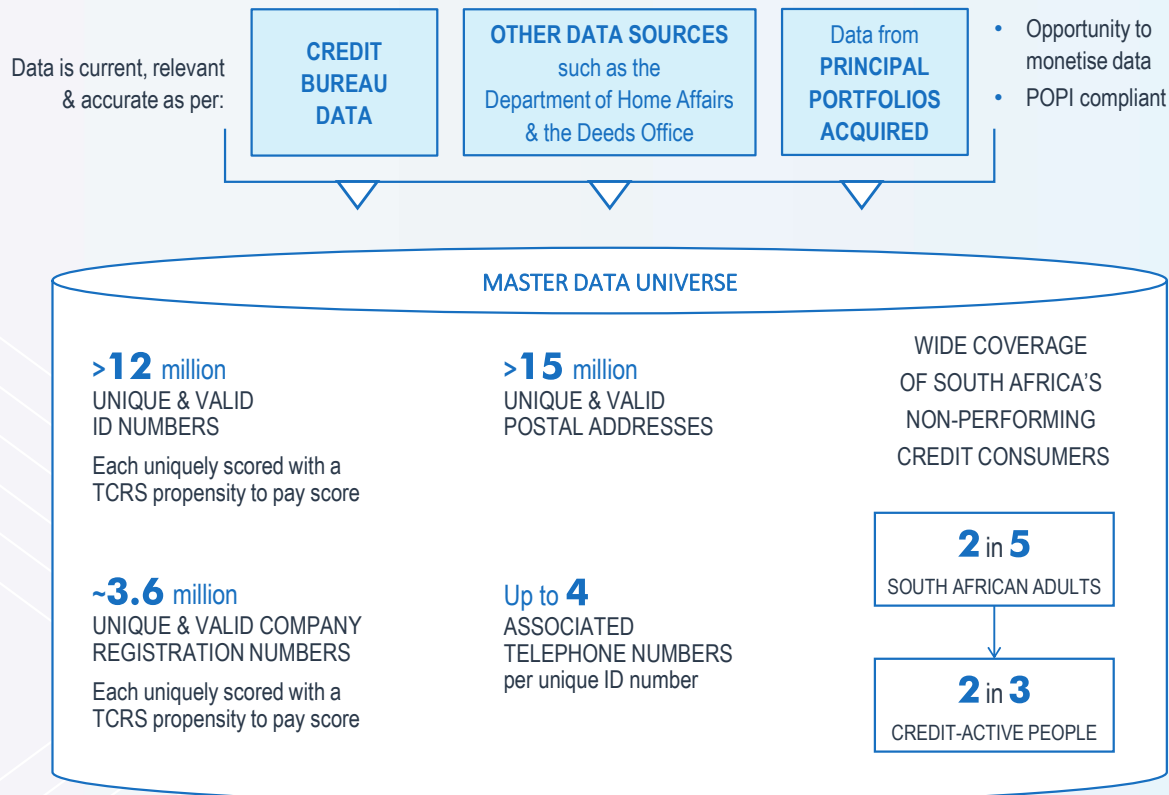 Data is current, relevant
& accurate as per:
CREDIT
BUREAU
DATA
OTHER DATA SOURCES
such as the
Department of Home Affairs
& the Deeds Office
Data from
PRINCIPAL
PORTFOLIOS
ACQUIRED
• Opportunity to
monetise data
• POPI compliant
MASTER DATA UNIVERSE
>12 million
UNIQUE & VALID
ID NUMBERS
Each uniquely scored with a
TCRS propensity to pay score
>15 million
UNIQUE & VALID
POSTAL ADDRESSES
WIDE COVERAGE
OF SOUTH AFRICA'S
NON-PERFORMING
CREDIT CONSUMERS
~3.6 million
UNIQUE & VALID COMPANY
REGISTRATION NUMBERS
Each uniquely scored with a
TCRS propensity to pay score
Up to 4
ASSOCIATED
TELEPHONE NUMBERS
per unique ID number
2 in 5
SOUTH AFRICAN ADULTS
2 in 3
CREDIT-ACTIVE PEOPLE